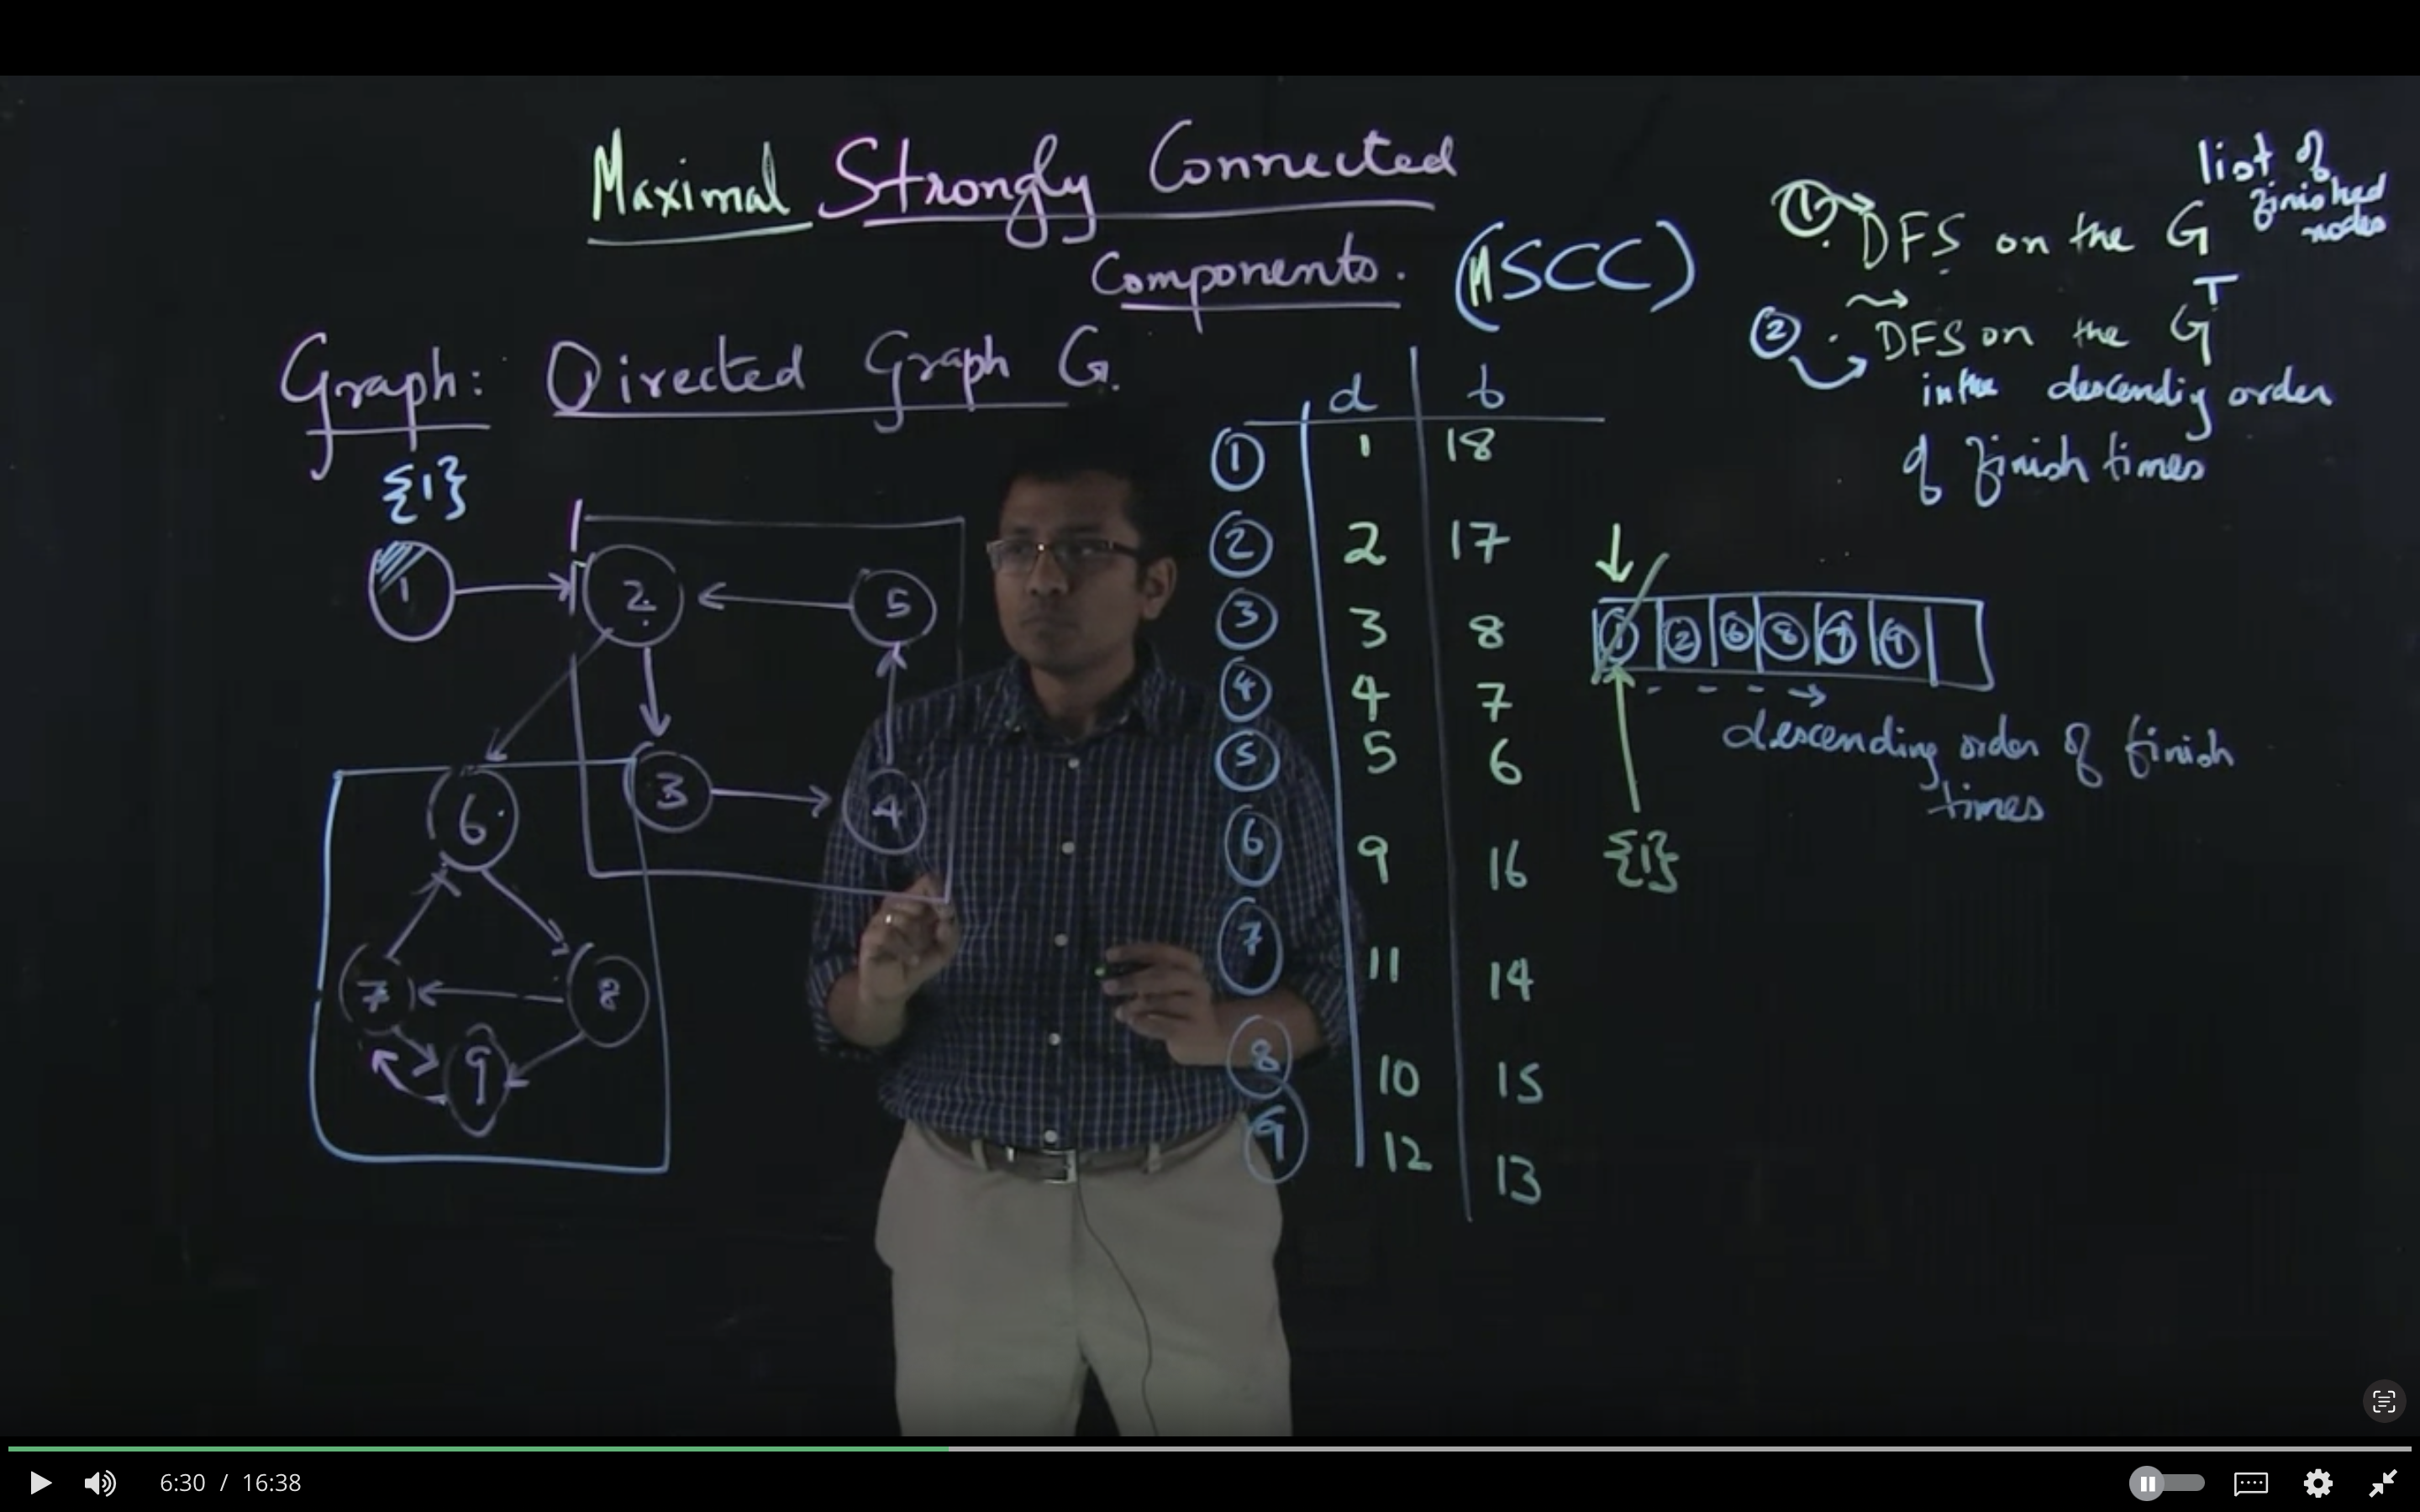 Maximal Strongly Connected
Components. (MSCC)
Graph: Directed Graph G.
① DFS on the G
list of
finished
nodes
② DFS on the G^T
in the descendig order
of finish times
{1}
1
2
5
3
4
6
7
8
9
d f
① 1 18
② 2 17
③ 3 8
④ 4 7
⑤ 5 6
⑥ 9 16
⑦ 11 14
⑧ 10 15
⑨ 12 13
① ② ⑥ ⑧
descending order of finish
times
{1}
6:30 / 16:38